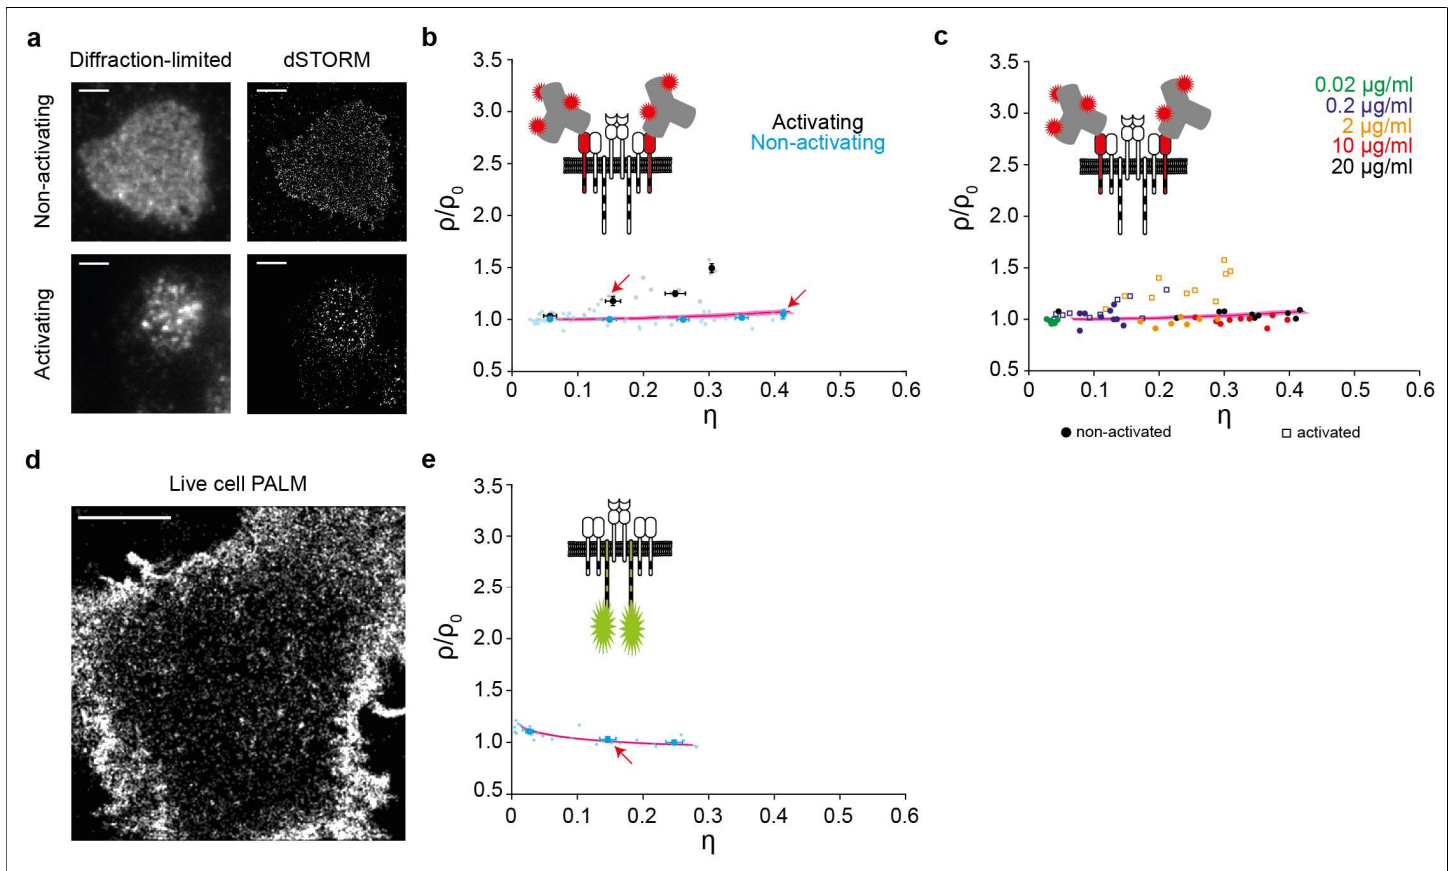 a
Diffraction-limited
dSTORM
Non-activating
Activating
b
3.5
3.0
2.5
2.0
1.5
1.0
0.5
ρ/ρ0
Activating
Non-activating
0 0.1 0.2 0.3 0.4 0.5 0.6
η
c
3.5
3.0
2.5
2.0
1.5
1.0
0.5
ρ/ρ0
0.02 µg/ml
0.2 µg/ml
2 µg/ml
10 µg/ml
20 µg/ml
0 0.1 0.2 0.3 0.4 0.5 0.6
η
non-activated
activated
d
Live cell PALM
e
3.5
3.0
2.5
2.0
1.5
1.0
0.5
ρ/ρ0
0 0.1 0.2 0.3 0.4 0.5 0.6
η